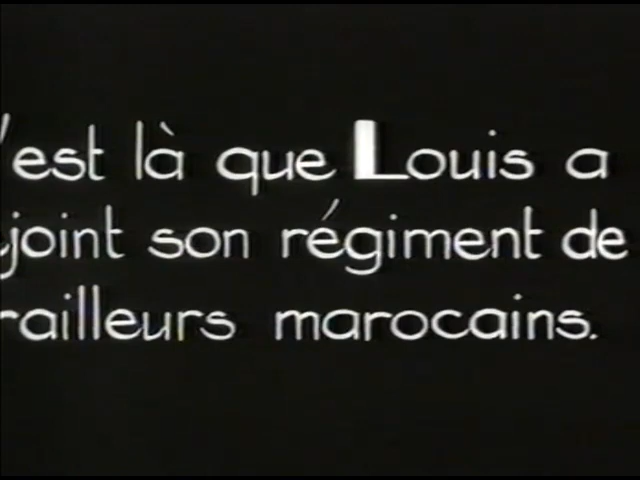 'est là que Louis a
joint son régiment de
railleurs marocains.